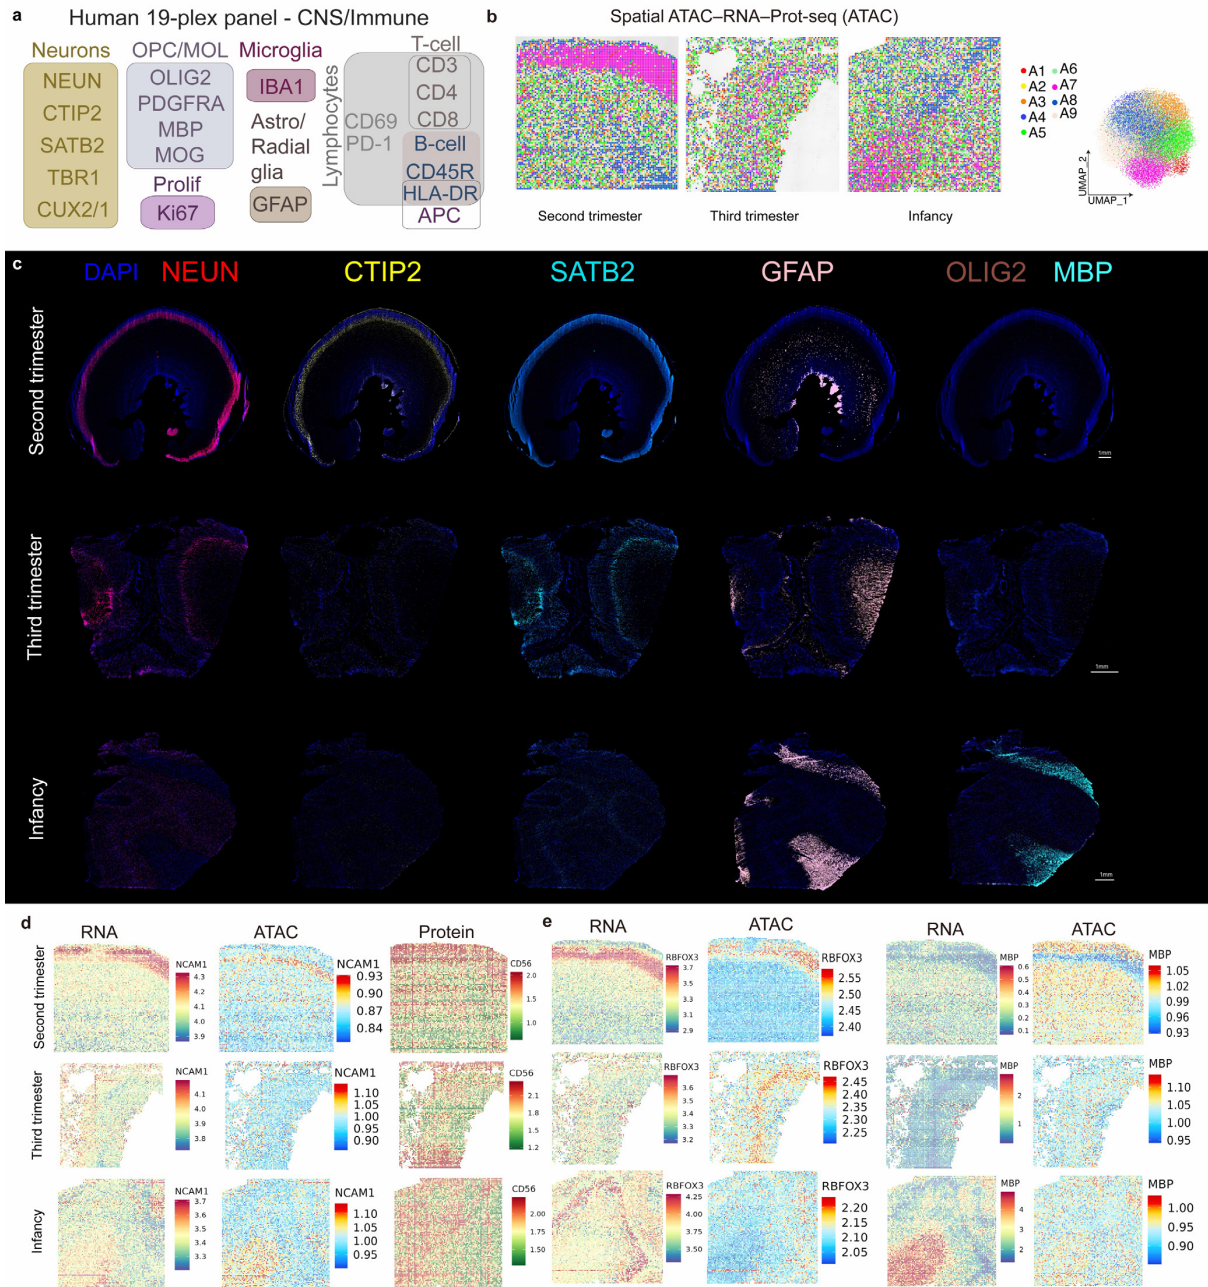 a
Human 19-plex panel - CNS/Immune
Neurons
NEUN
CTIP2
SATB2
TBR1
CUX2/1
OPC/MOL
OLIG2
PDGFRA
MBP
MOG
Prolif
Ki67
Microglia
IBA1
Astro/
Radial
glia
GFAP
Lymphocytes
CD69
PD-1
T-cell
CD3
CD4
CD8
B-cell
CD45R
HLA-DR
APC
b
Spatial ATAC–RNA–Prot-seq (ATAC)
Second trimester
Third trimester
Infancy
A1
A2
A3
A4
A5
A6
A7
A8
A9
UMAP_2
UMAP_1
c
DAPI NEUN
CTIP2
SATB2
GFAP
OLIG2 MBP
Second trimester
1mm
Third trimester
1mm
Infancy
1mm
d
RNA
ATAC
Protein
Second trimester
NCAM1
4.3
4.2
4.1
4.0
3.9
NCAM1
0.93
0.90
0.87
0.84
CD56
2.0
1.5
1.0
Third trimester
NCAM1
4.2
4.1
4.0
3.9
3.8
NCAM1
1.10
1.05
1.00
0.95
0.90
CD56
2.1
1.8
1.5
1.2
Infancy
NCAM1
3.7
3.6
3.5
3.4
3.3
NCAM1
1.10
1.05
1.00
0.95
CD56
2.00
1.75
1.50
e
RNA
ATAC
RNA
ATAC
Second trimester
RBFOX3
3.7
3.5
3.3
3.1
2.9
RBFOX3
2.55
2.50
2.45
2.40
MBP
0.6
0.5
0.4
0.3
0.2
0.1
MBP
1.05
1.02
0.99
0.96
0.93
Third trimester
RBFOX3
3.6
3.5
3.4
3.3
3.2
RBFOX3
2.45
2.40
2.35
2.30
2.25
MBP
2
1
MBP
1.10
1.05
1.00
0.95
Infancy
RBFOX3
4.25
4.00
3.75
3.50
RBFOX3
2.20
2.15
2.10
2.05
MBP
4
3
2
MBP
1.00
0.95
0.90